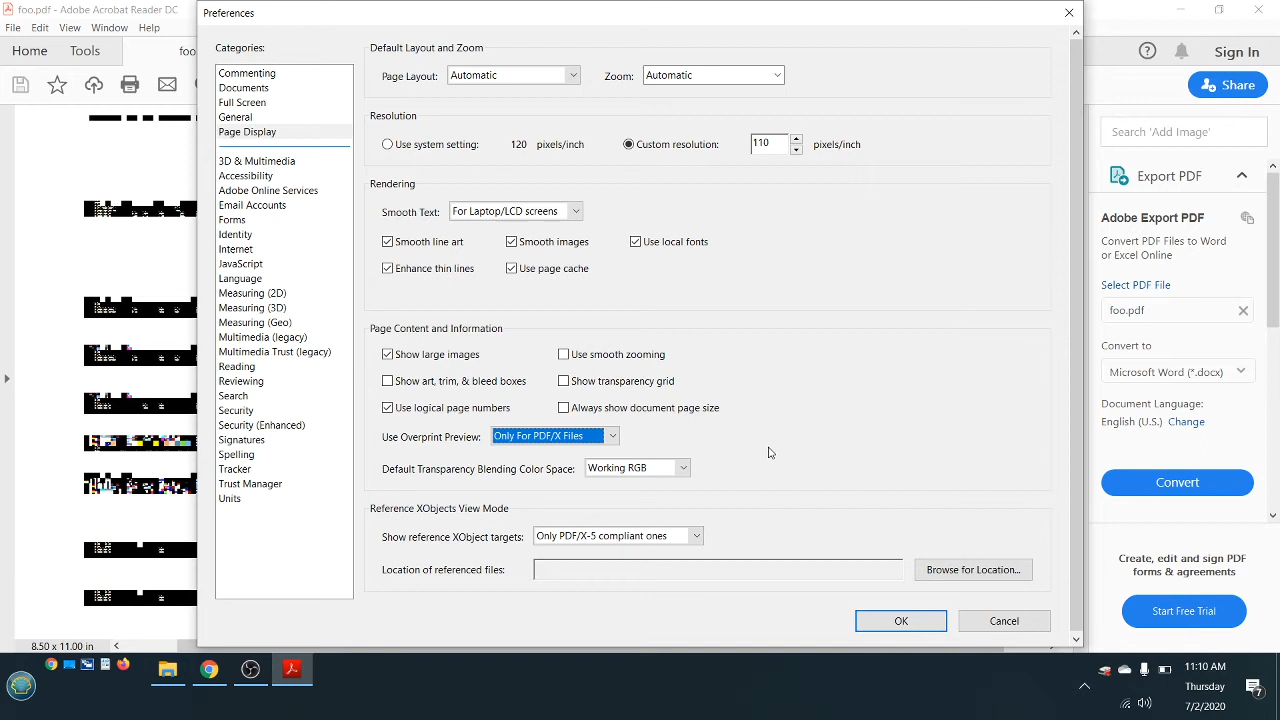 foo.pdf - Adobe Acrobat Reader DC
File Edit View Window Help
Home Tools foo
Sign In
Share
Preferences
Categories:
Commenting
Documents
Full Screen
General
Page Display
3D & Multimedia
Accessibility
Adobe Online Services
Email Accounts
Forms
Identity
Internet
JavaScript
Language
Measuring (2D)
Measuring (3D)
Measuring (Geo)
Multimedia (legacy)
Multimedia Trust (legacy)
Reading
Reviewing
Search
Security
Security (Enhanced)
Signatures
Spelling
Tracker
Trust Manager
Units
Default Layout and Zoom
Page Layout: Automatic Zoom: Automatic
Resolution
Use system setting: 120 pixels/inch Custom resolution: 110 pixels/inch
Rendering
Smooth Text: For Laptop/LCD screens
Smooth line art Smooth images Use local fonts
Enhance thin lines Use page cache
Page Content and Information
Show large images Use smooth zooming
Show art, trim, & bleed boxes Show transparency grid
Use logical page numbers Always show document page size
Use Overprint Preview: Only For PDF/X Files
Default Transparency Blending Color Space: Working RGB
Reference XObjects View Mode
Show reference XObject targets: Only PDF/X-5 compliant ones
Location of referenced files: Browse for Location...
OK Cancel
Search 'Add Image'
Export PDF
Adobe Export PDF
Convert PDF Files to Word
or Excel Online
Select PDF File
foo.pdf
Convert to
Microsoft Word (*.docx)
Document Language:
English (U.S.) Change
Convert
Create, edit and sign PDF
forms & agreements
Start Free Trial
8.50 x 11.00 in
11:10 AM
Thursday
7/2/2020
7